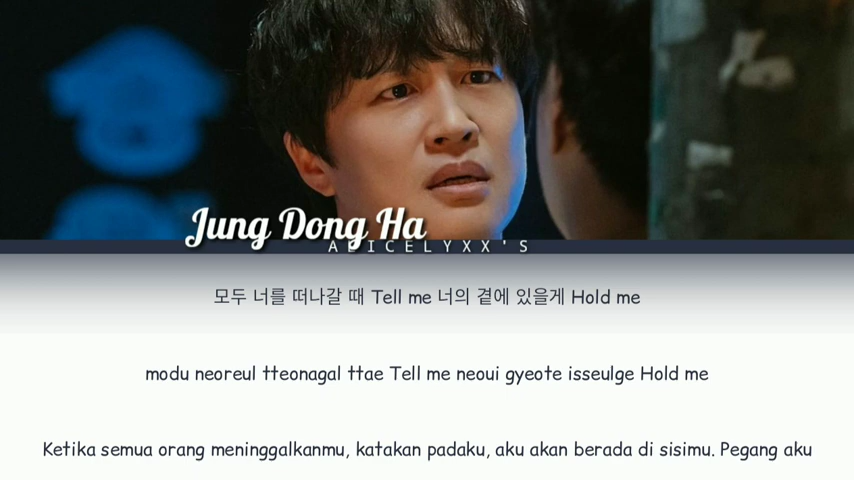 Jung Dong Ha
ALICELYXX'S
모두 너를 떠나갈 때 Tell me 너의 곁에 있을게 Hold me
modu neoreul tteonagal ttae Tell me neoui gyeote isseulge Hold me
Ketika semua orang meninggalkanmu, katakan padaku, aku akan berada di sisimu. Pegang aku